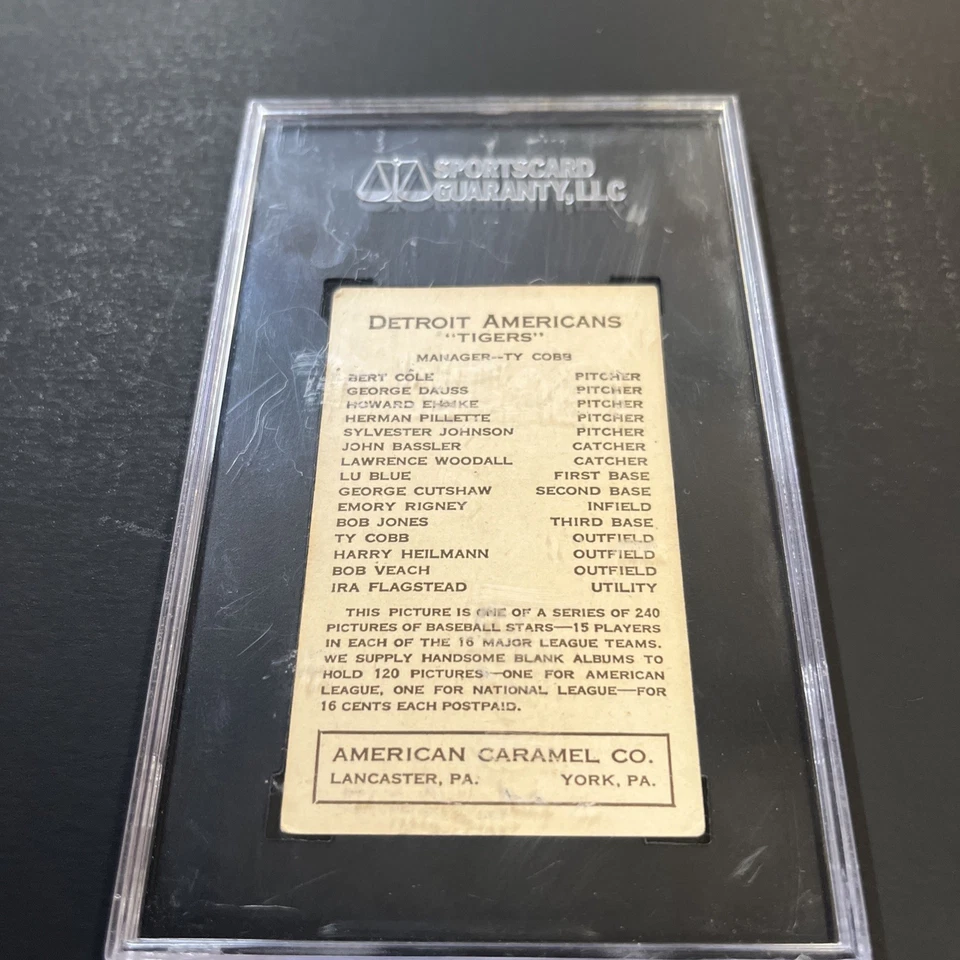 SPORTSCARD
GUARANTY, LLC
DETROIT AMERICANS
"TIGERS"
MANAGER--TY COBB
BERT COLE PITCHER
GEORGE DAUSS PITCHER
HOWARD EHMKE PITCHER
HERMAN PILLETTE PITCHER
SYLVESTER JOHNSON PITCHER
JOHN BASSLER CATCHER
LAWRENCE WOODALL CATCHER
LU BLUE FIRST BASE
GEORGE CUTSHAW SECOND BASE
EMORY RIGNEY INFIELD
BOB JONES THIRD BASE
TY COBB OUTFIELD
HARRY HEILMANN OUTFIELD
BOB VEACH OUTFIELD
IRA FLAGSTEAD UTILITY
THIS PICTURE IS ONE OF A SERIES OF 240
PICTURES OF BASEBALL STARS—15 PLAYERS
IN EACH OF THE 16 MAJOR LEAGUE TEAMS.
WE SUPPLY HANDSOME BLANK ALBUMS TO
HOLD 120 PICTURES—ONE FOR AMERICAN
LEAGUE, ONE FOR NATIONAL LEAGUE—FOR
16 CENTS EACH POSTPAID.
AMERICAN CARAMEL CO.
LANCASTER, PA. YORK, PA.